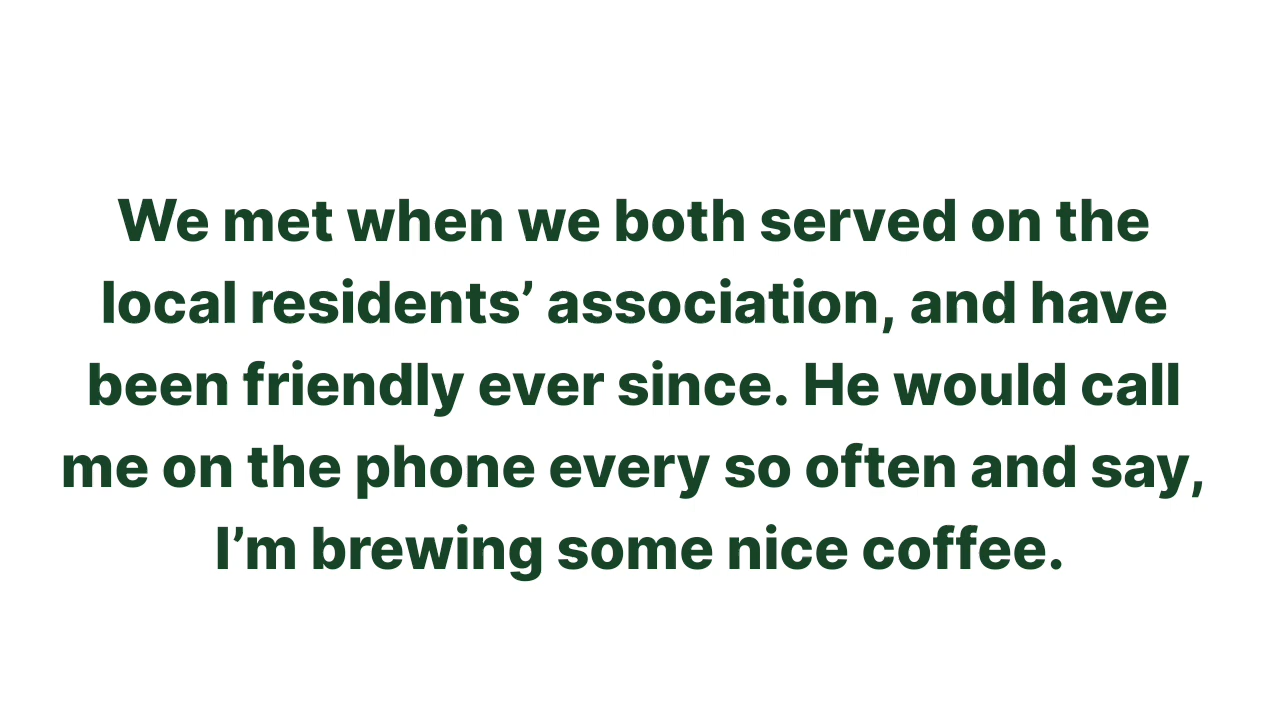 We met when we both served on the
local residents’ association, and have
been friendly ever since. He would call
me on the phone every so often and say,
I’m brewing some nice coffee.